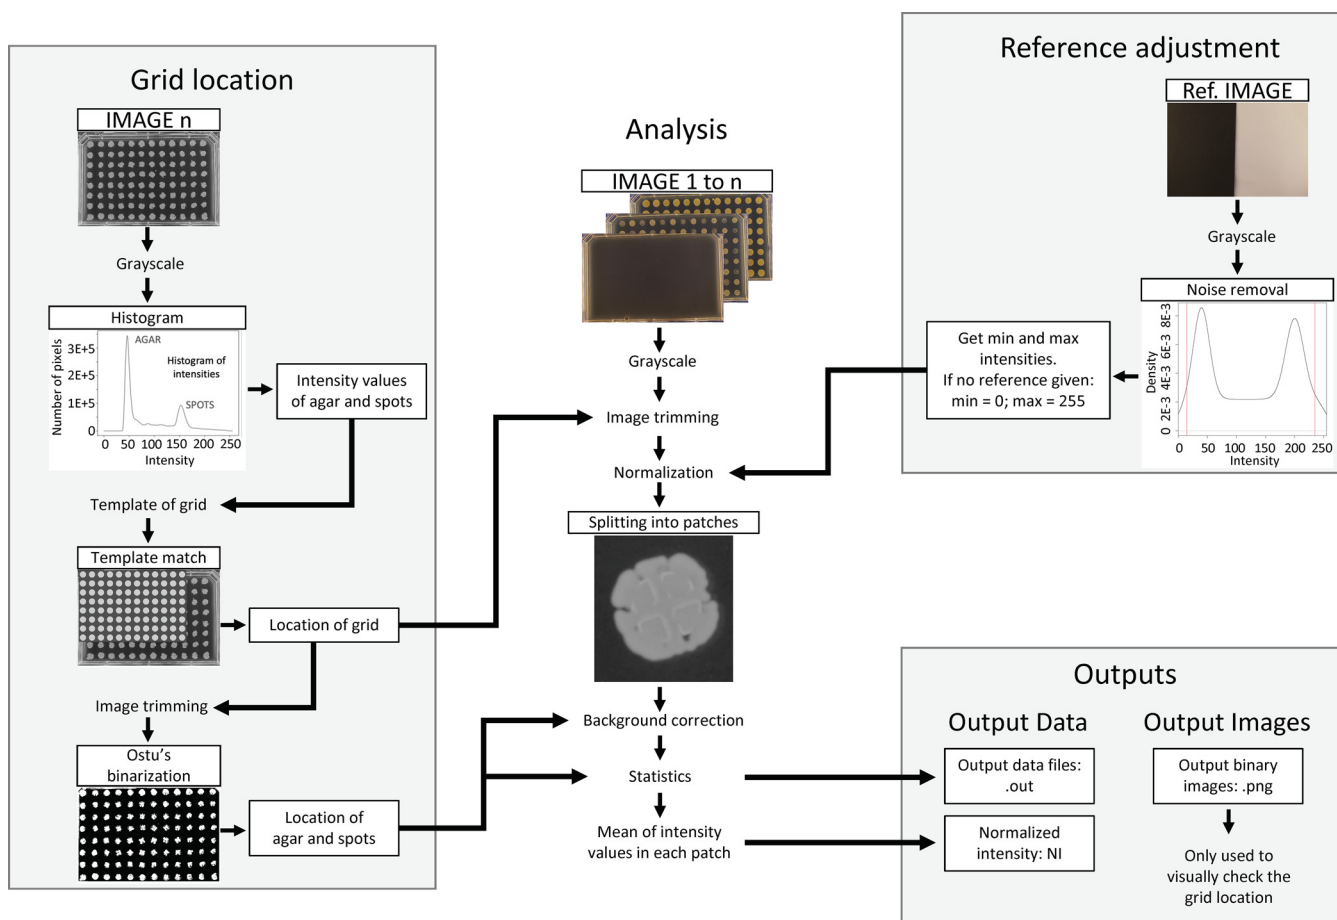 Grid location
IMAGE n
Grayscale
Histogram
Number of pixels
3E+5
2E+5
1E+5
0
AGAR
Histogram of
intensities
SPOTS
0 50 100 150 200 250
Intensity
Intensity values
of agar and spots
Template of grid
Template match
Location of grid
Image trimming
Ostu's
binarization
Location of
agar and spots
Analysis
IMAGE 1 to n
Grayscale
Image trimming
Normalization
Splitting into patches
Background correction
Statistics
Mean of intensity
values in each patch
Reference adjustment
Ref. IMAGE
Grayscale
Noise removal
Density
8E-3
6E-3
4E-3
2E-3
0
0 50 100 150 200 250
Intensity
Get min and max
intensities.
If no reference given:
min = 0; max = 255
Outputs
Output Data
Output data files:
.out
Normalized
intensity: NI
Output Images
Output binary
images: .png
Only used to
visually check the
grid location